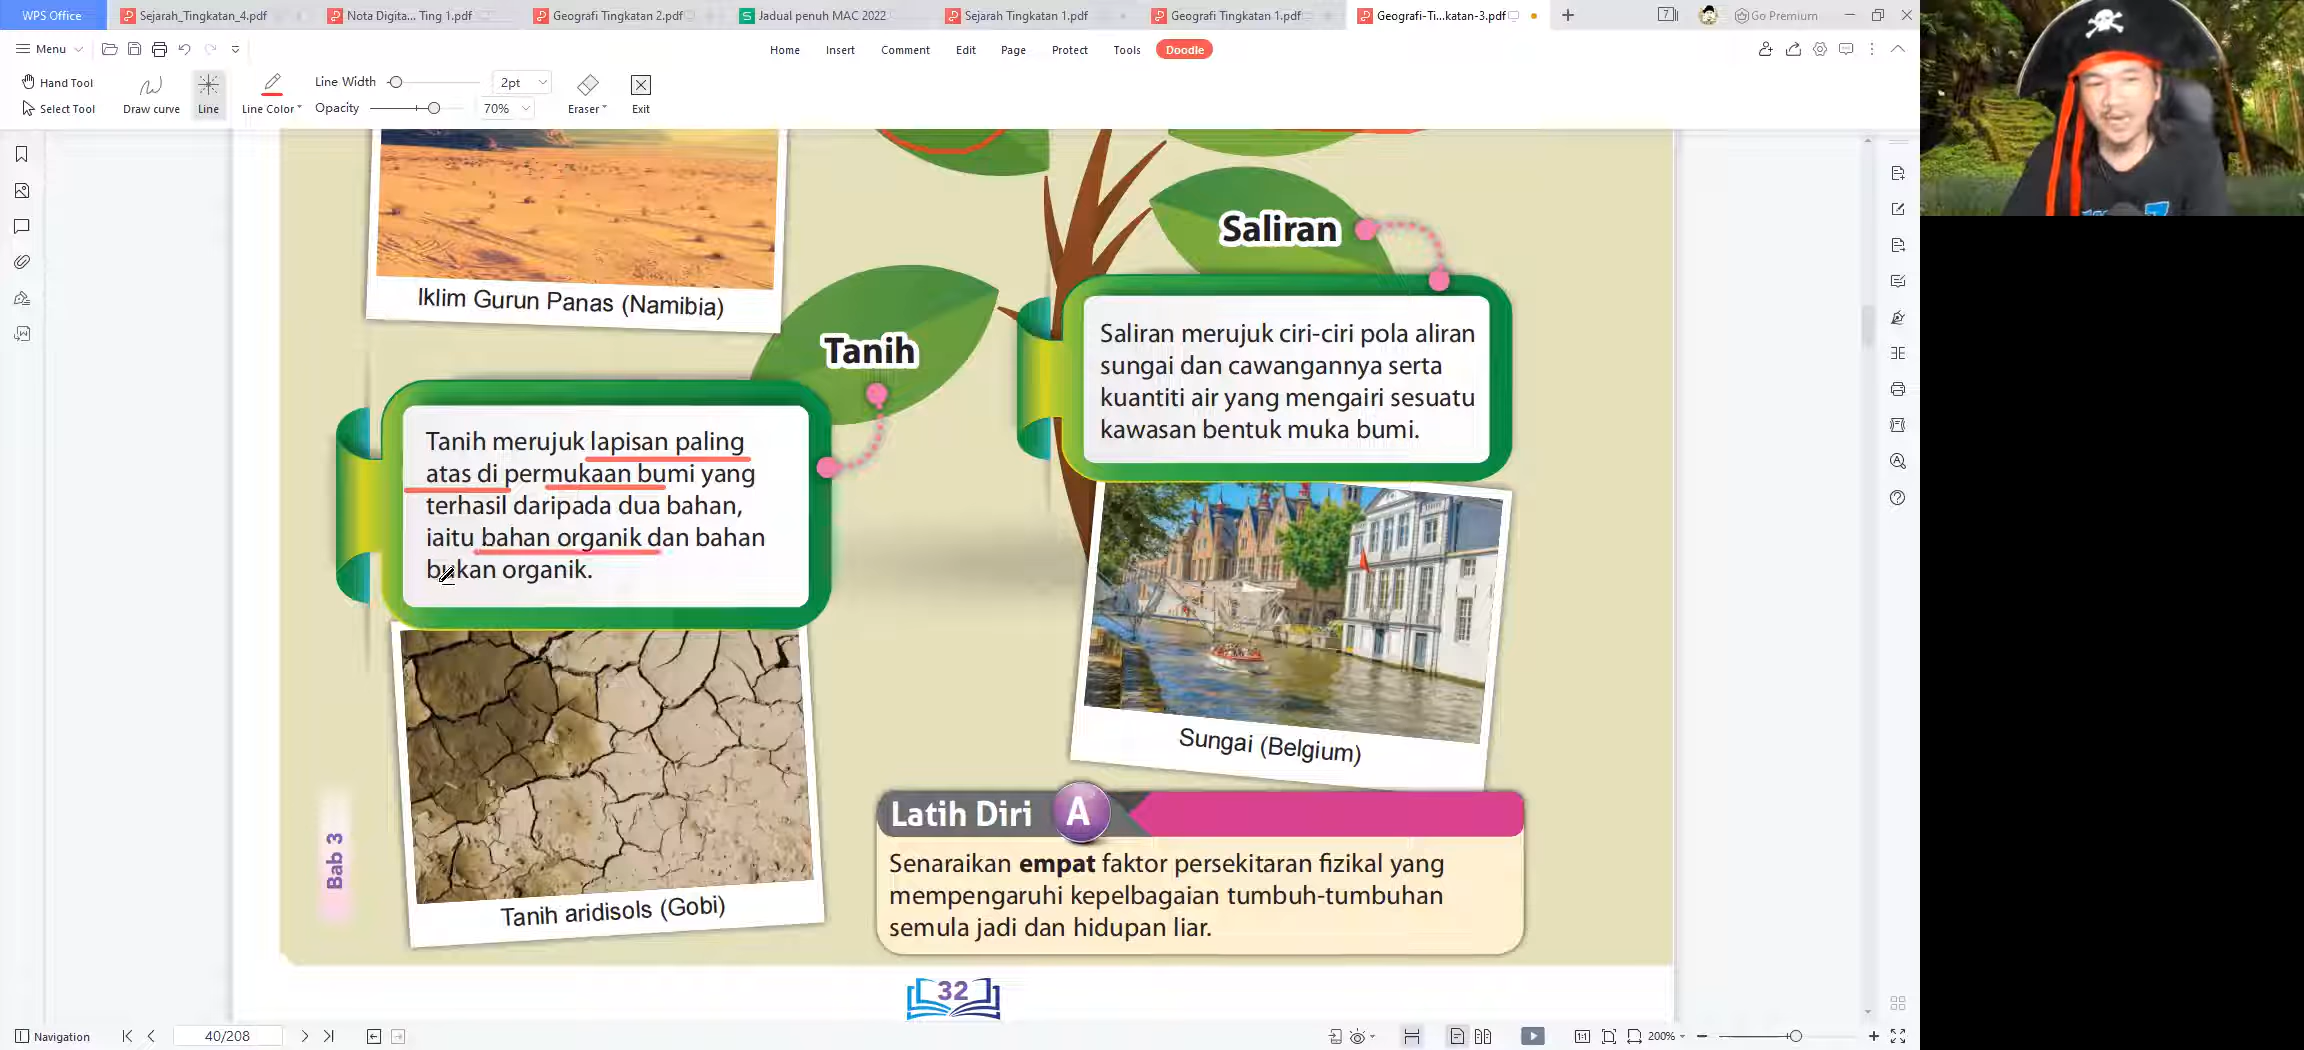 WPS Office
Sejarah_Tingkatan_4.pdf
Nota Digita... Ting 1.pdf
Geografi Tingkatan 2.pdf
Jadual penuh MAC 2022
Sejarah Tingkatan 1.pdf
Geografi Tingkatan 1.pdf
Geografi-Ti...katan-3.pdf
Go Premium
Menu
Home
Insert
Comment
Edit
Page
Protect
Tools
Doodle
Hand Tool
Select Tool
Draw curve
Line
Line Color
Line Width
2pt
Opacity
70%
Eraser
Exit
Iklim Gurun Panas (Namibia)
Saliran
Saliran merujuk ciri-ciri pola aliran
sungai dan cawangannya serta
kuantiti air yang mengairi sesuatu
kawasan bentuk muka bumi.
Tanih
Tanih merujuk lapisan paling
atas di permukaan bumi yang
terhasil daripada dua bahan,
iaitu bahan organik dan bahan
bukan organik.
Sungai (Belgium)
Tanih aridisols (Gobi)
Bab 3
Latih Diri A
Senaraikan empat faktor persekitaran fizikal yang
mempengaruhi kepelbagaian tumbuh-tumbuhan
semula jadi dan hidupan liar.
32
Navigation
40/208
200%